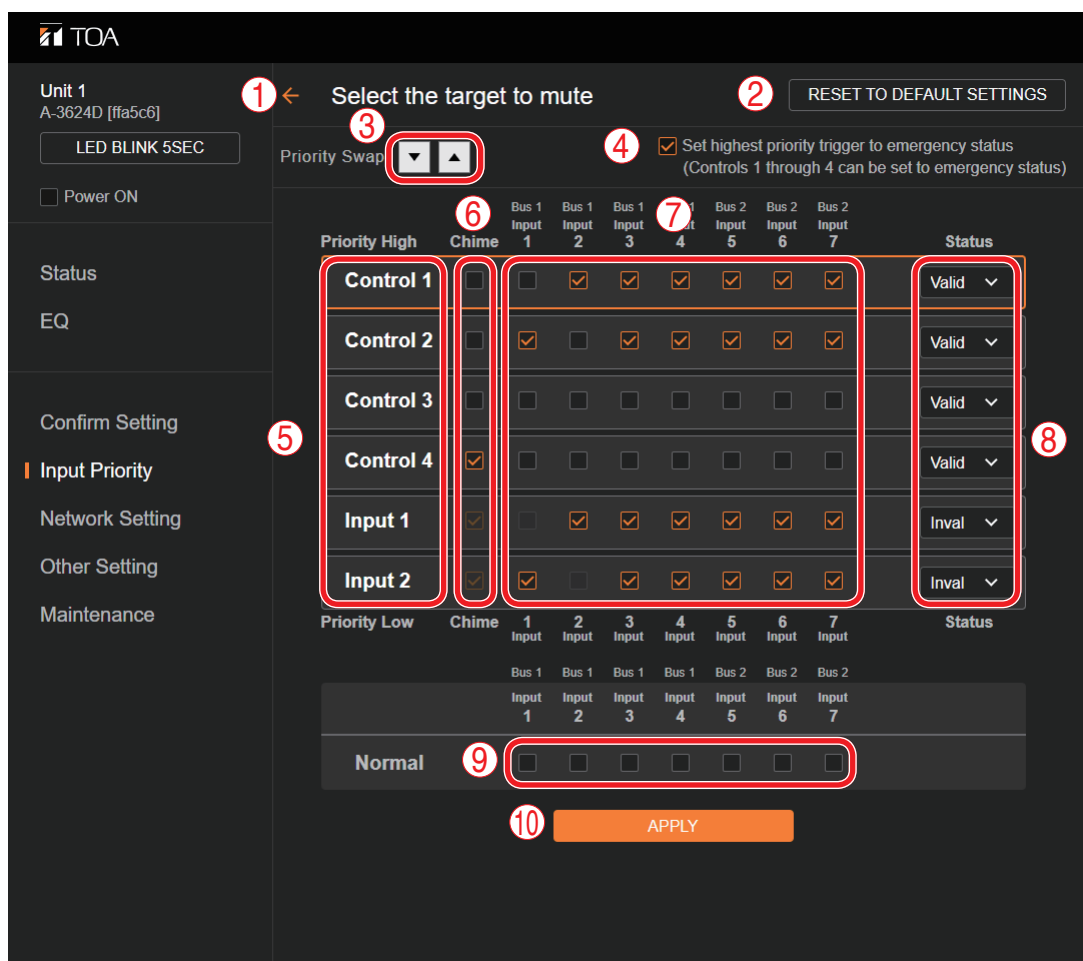 TOA
Unit 1
A-3624D [ffa5c6]
LED BLINK 5SEC
Power ON
Status
EQ
Confirm Setting
Input Priority
Network Setting
Other Setting
Maintenance
1 ← Select the target to mute
2 RESET TO DEFAULT SETTINGS
3
Priority Swap ▼ ▲
4 Set highest priority trigger to emergency status
(Controls 1 through 4 can be set to emergency status)
6 7
Bus 1 Bus 1 Bus 1 1 Bus 2 Bus 2 Bus 2
Input Input Input Input Input Input
Priority High Chime 1 2 3 4 5 6 7 Status
Control 1 Valid
Control 2 Valid
Control 3 Valid
5 8
Control 4 Valid
Input 1 Inval
Input 2 Inval
Priority Low Chime 1 2 3 4 5 6 7 Status
Input Input Input Input Input Input Input
Bus 1 Bus 1 Bus 1 Bus 1 Bus 2 Bus 2 Bus 2
Input Input Input Input Input Input Input
1 2 3 4 5 6 7
Normal 9
10 APPLY